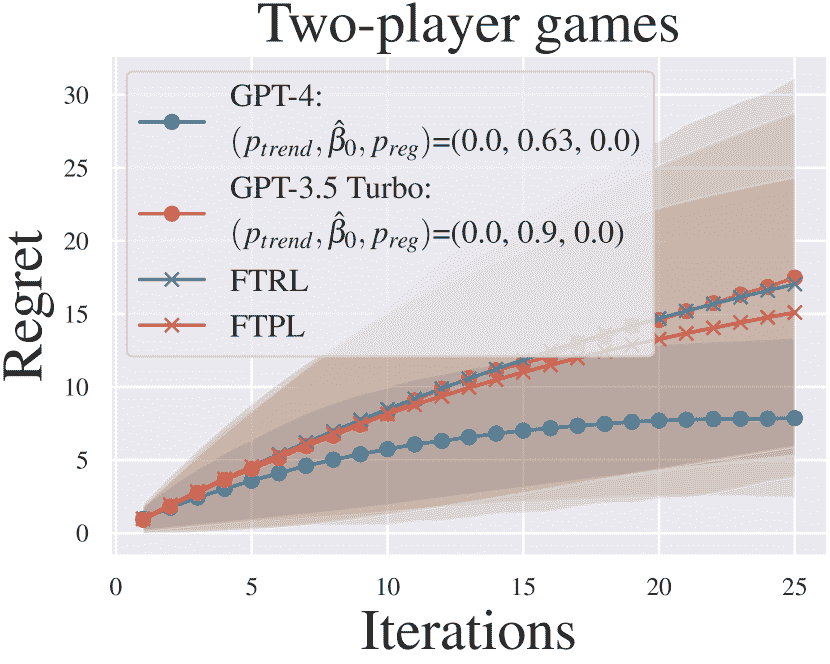 Two-player games
Regret
30
25
20
15
10
5
0
GPT-4:
(p_trend, β̂₀, p_reg)=(0.0, 0.63, 0.0)
GPT-3.5 Turbo:
(p_trend, β̂₀, p_reg)=(0.0, 0.9, 0.0)
FTRL
FTPL
0 5 10 15 20 25
Iterations